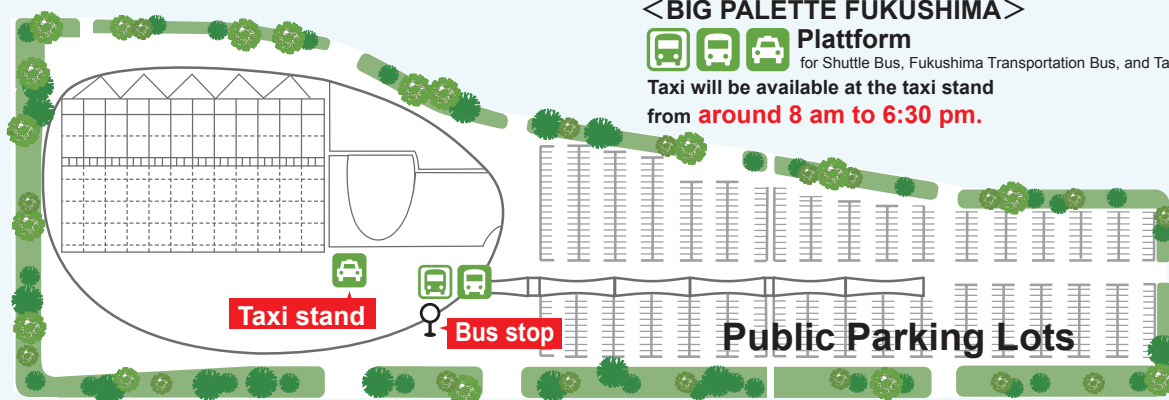 <BIG PALETTE FUKUSHIMA>
Plattform
for Shuttle Bus, Fukushima Transportation Bus, and Ta
Taxi will be available at the taxi stand
from around 8 am to 6:30 pm.
Taxi stand
Bus stop
Public Parking Lots